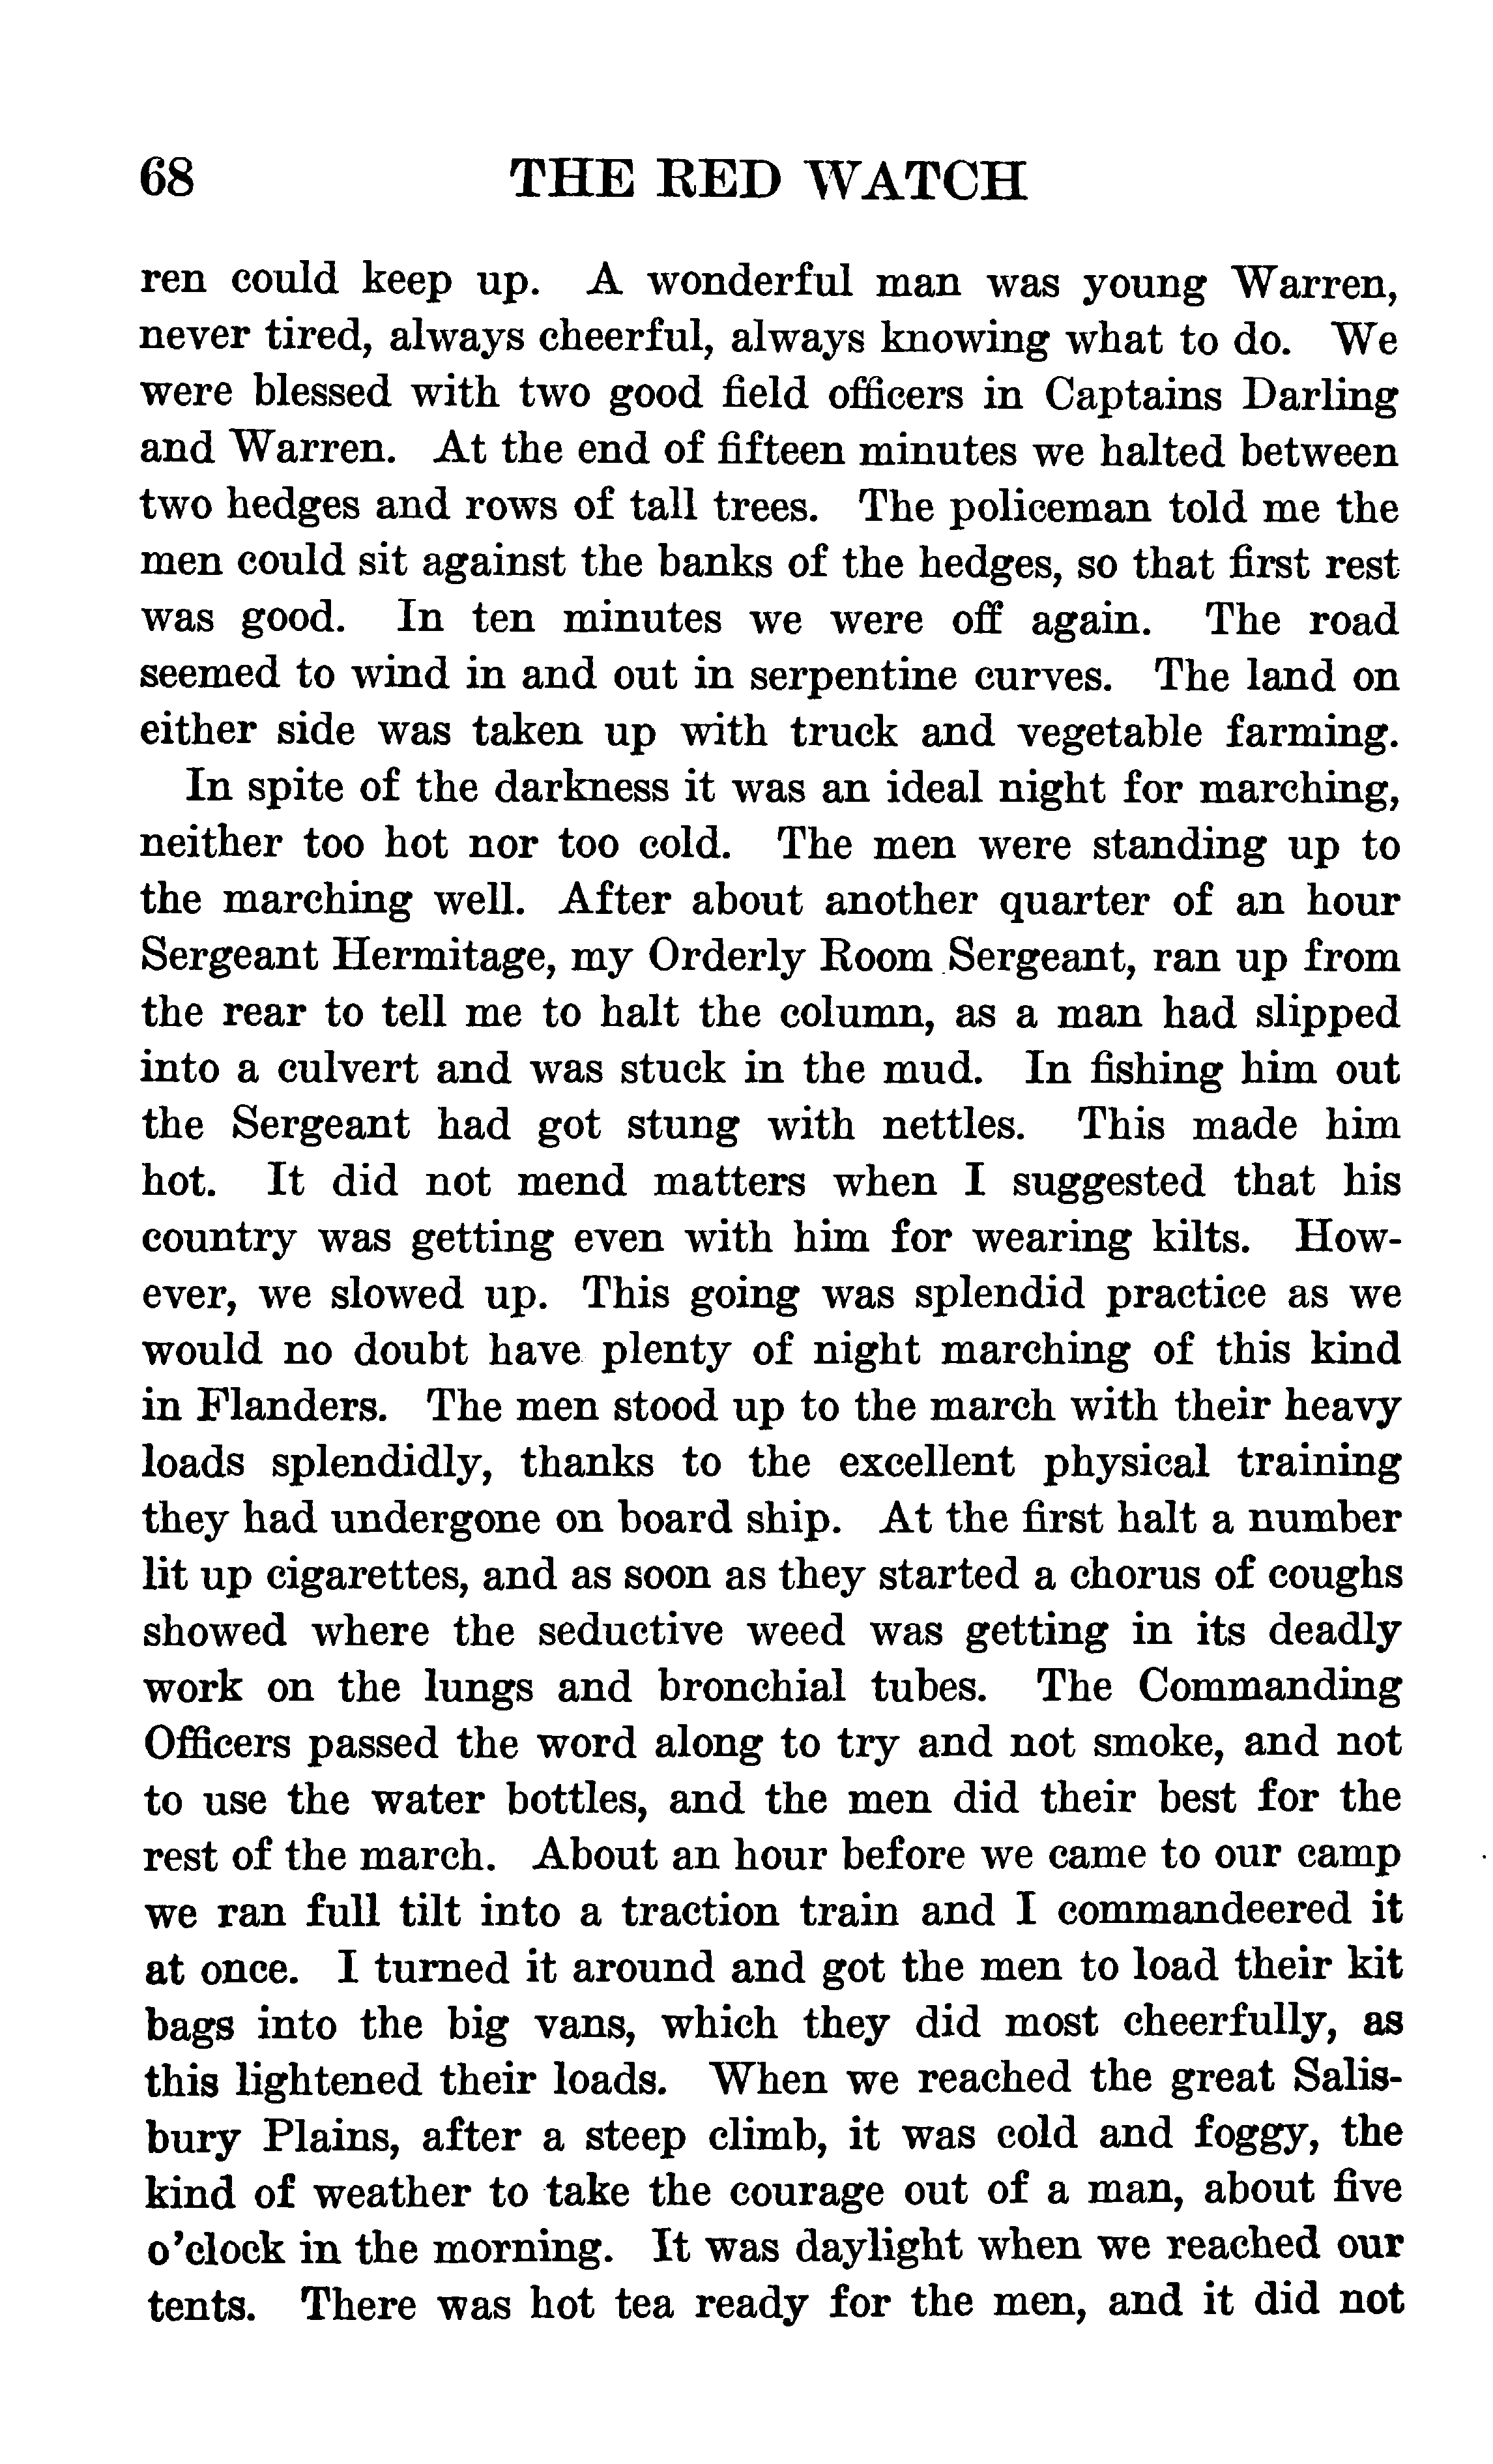 68 THE RED WATCH
ren could keep up. A wonderful man was young Warren,
never tired, always cheerful, always knowing what to do. We
were blessed with two good field officers in Captains Darling
and Warren. At the end of fifteen minutes we halted between
two hedges and rows of tall trees. The policeman told me the
men could sit against the banks of the hedges, so that first rest
was good. In ten minutes we were off again. The road
seemed to wind in and out in serpentine curves. The land on
either side was taken up with truck and vegetable farming.
In spite of the darkness it was an ideal night for marching,
neither too hot nor too cold. The men were standing up to
the marching well. After about another quarter of an hour
Sergeant Hermitage, my Orderly Room Sergeant, ran up from
the rear to tell me to halt the column, as a man had slipped
into a culvert and was stuck in the mud. In fishing him out
the Sergeant had got stung with nettles. This made him
hot. It did not mend matters when I suggested that his
country was getting even with him for wearing kilts. How-
ever, we slowed up. This going was splendid practice as we
would no doubt have plenty of night marching of this kind
in Flanders. The men stood up to the march with their heavy
loads splendidly, thanks to the excellent physical training
they had undergone on board ship. At the first halt a number
lit up cigarettes, and as soon as they started a chorus of coughs
showed where the seductive weed was getting in its deadly
work on the lungs and bronchial tubes. The Commanding
Officers passed the word along to try and not smoke, and not
to use the water bottles, and the men did their best for the
rest of the march. About an hour before we came to our camp
we ran full tilt into a traction train and I commandeered it
at once. I turned it around and got the men to load their kit
bags into the big vans, which they did most cheerfully, as
this lightened their loads. When we reached the great Salis-
bury Plains, after a steep climb, it was cold and foggy, the
kind of weather to take the courage out of a man, about five
o'clock in the morning. It was daylight when we reached our
tents. There was hot tea ready for the men, and it did not